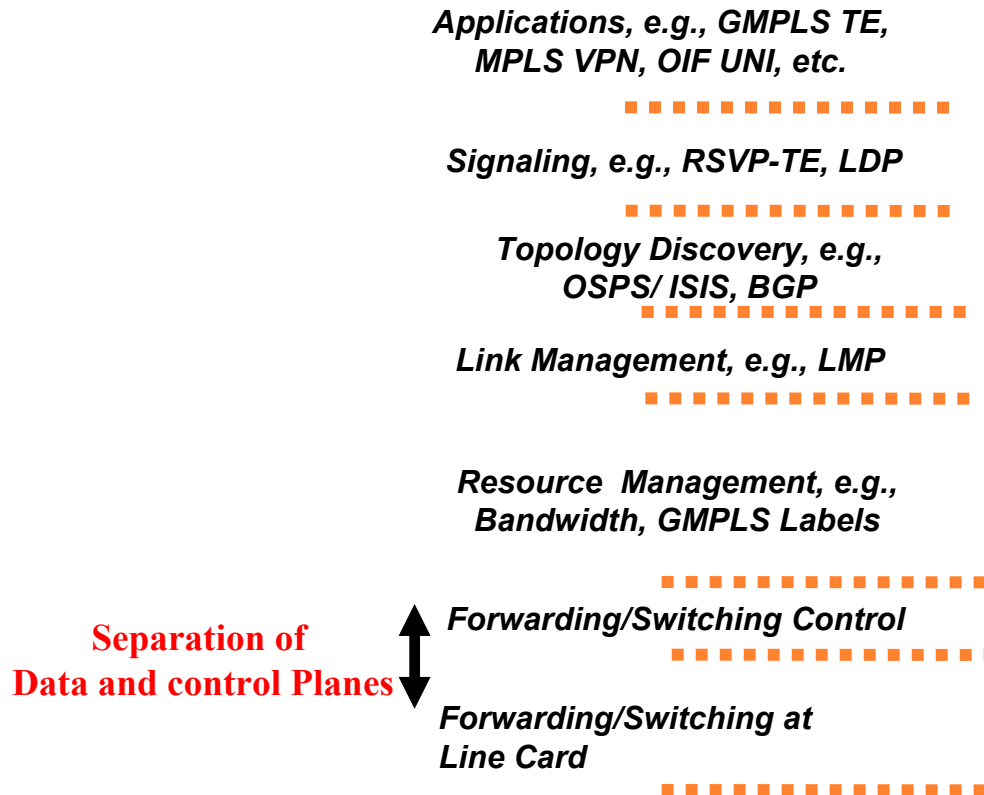 Applications, e.g., GMPLS TE,
MPLS VPN, OIF UNI, etc.
Signaling, e.g., RSVP-TE, LDP
Topology Discovery, e.g.,
OSPS/ ISIS, BGP
Link Management, e.g., LMP
Resource  Management, e.g.,
Bandwidth, GMPLS Labels
Forwarding/Switching Control
Separation of
Data and control Planes
Forwarding/Switching at
Line Card